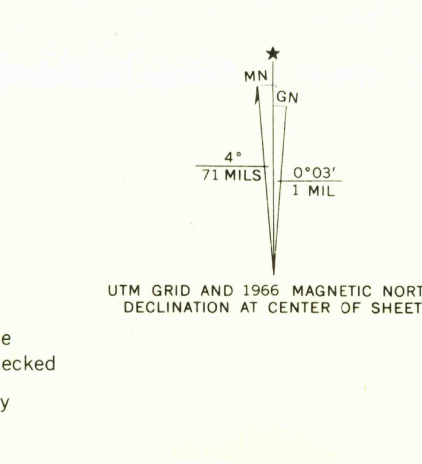 ★
MN
GN
4°
71 MILS
0°03′
1 MIL
UTM GRID AND 1966 MAGNETIC NORT
DECLINATION AT CENTER OF SHEET
e
ecked
y